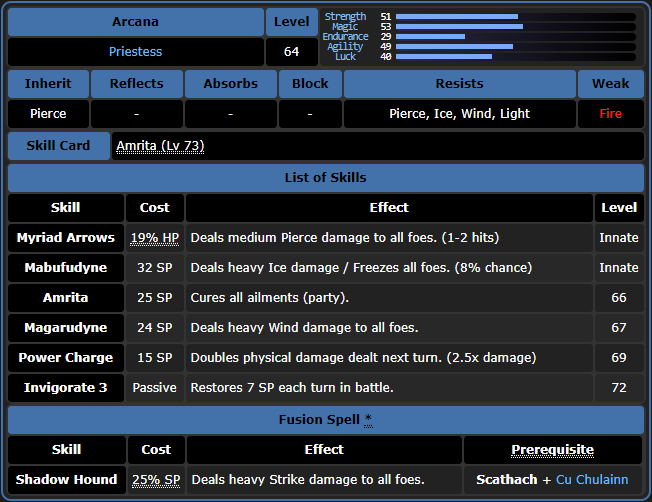 Arcana Level
Priestess 64
Strength 51
Magic 53
Endurance 29
Agility 49
Luck 40
Inherit Reflects Absorbs Block Resists Weak
Pierce - - - Pierce, Ice, Wind, Light Fire
Skill Card Amrita (Lv 73)
List of Skills
Skill Cost Effect Level
Myriad Arrows 19% HP Deals medium Pierce damage to all foes. (1-2 hits) Innate
Mabufudyne 32 SP Deals heavy Ice damage / Freezes all foes. (8% chance) Innate
Amrita 25 SP Cures all ailments (party). 66
Magarudyne 24 SP Deals heavy Wind damage to all foes. 67
Power Charge 15 SP Doubles physical damage dealt next turn. (2.5x damage) 69
Invigorate 3 Passive Restores 7 SP each turn in battle. 72
Fusion Spell *
Skill Cost Effect Prerequisite
Shadow Hound 25% SP Deals heavy Strike damage to all foes. Scathach + Cu Chulainn